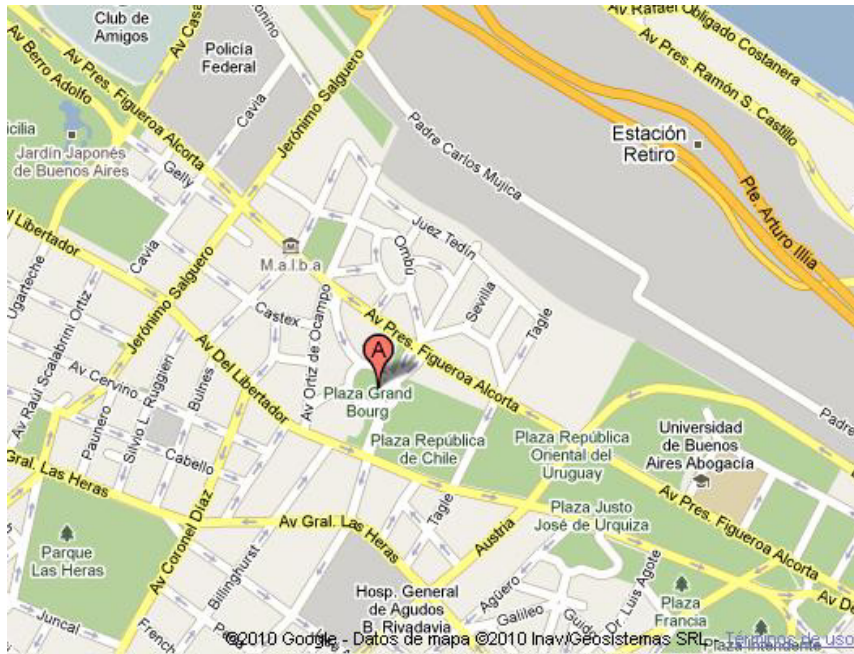 Av Rafael Obligado Costanera
Club de
Amigos
Av Casa
Policía
Federal
Av Pres. Ramón S. Castillo
Av Berro Adolfo
Av Pres. Figueroa Alcorta
Cavia
Jerónimo Salguero
Padre Carlos Mujica
Estación
Retiro
Jardín Japonés
de Buenos Aires
Gelly
Pte. Arturo Illia
Juez Tedín
Ombú
M.a.l.b.a
Del Libertador
Cavia
Ugarteche
Av Raúl Scalabrini Ortiz
Jerónimo Salguero
Castex
Av Ortiz de Ocampo
Sevilla
Tagle
Av Pres. Figueroa Alcorta
A
Av Del Libertador
Av Cervino
Silvio L. Ruggieri
Bulnes
Paunero
Plaza Grand
Bourg
Plaza República
de Chile
Plaza República
Oriental del
Uruguay
Universidad
de Buenos
Aires Abogacía
Padre
Cabello
Gral. Las Heras
Av Coronel Díaz
Av Gral. Las Heras
Tagle
Austria
Plaza Justo
José de Urquiza
Av Pres. Figueroa Alcorta
Parque
Las Heras
Billinghurst
Hosp. General
de Agudos
B. Rivadavia
Agüero
Galileo
Guido
Dr. Luis Agote
Plaza
Francia
Av De
Juncal
French
©2010 Google - Datos de mapa ©2010 Inav/Geosistemas SRL - Términos de uso
Plaza Intendente